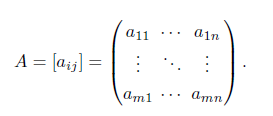 A = [a_{ij}] = \begin{pmatrix} a_{11} & \cdots & a_{1n} \\ \vdots & \ddots & \vdots \\ a_{m1} & \cdots & a_{mn} \end{pmatrix}.